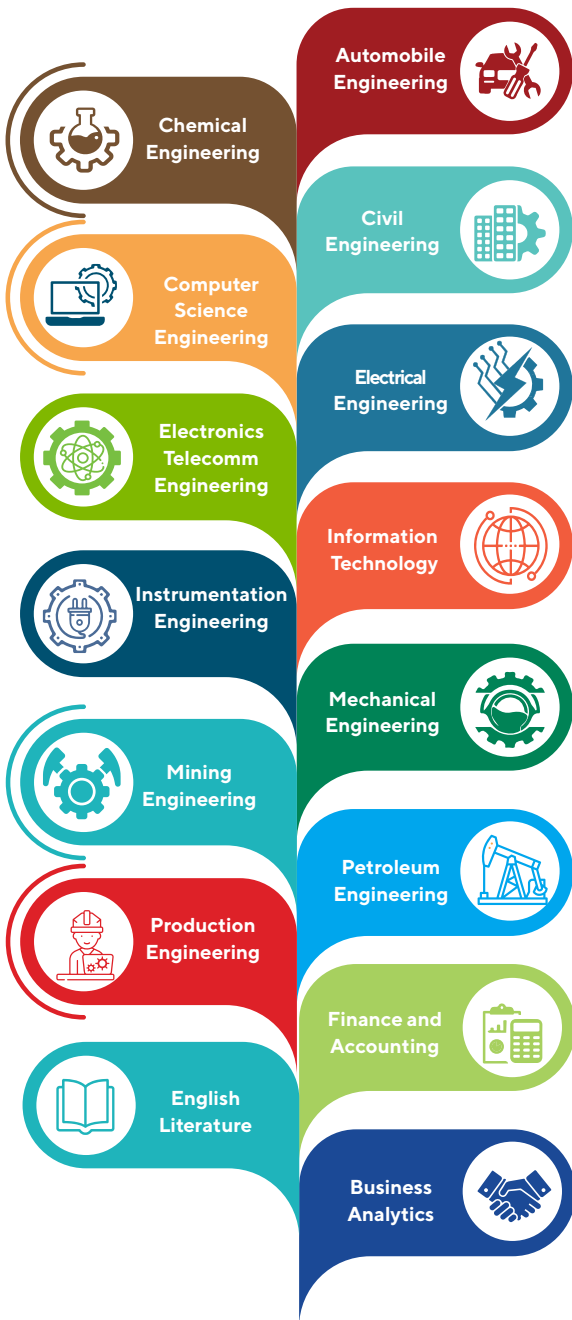 Automobile
Engineering
Chemical
Engineering
Civil
Engineering
Computer
Science
Engineering
Electrical
Engineering
Electronics
Telecomm
Engineering
Information
Technology
Instrumentation
Engineering
Mechanical
Engineering
Mining
Engineering
Petroleum
Engineering
Production
Engineering
Finance and
Accounting
English
Literature
Business
Analytics